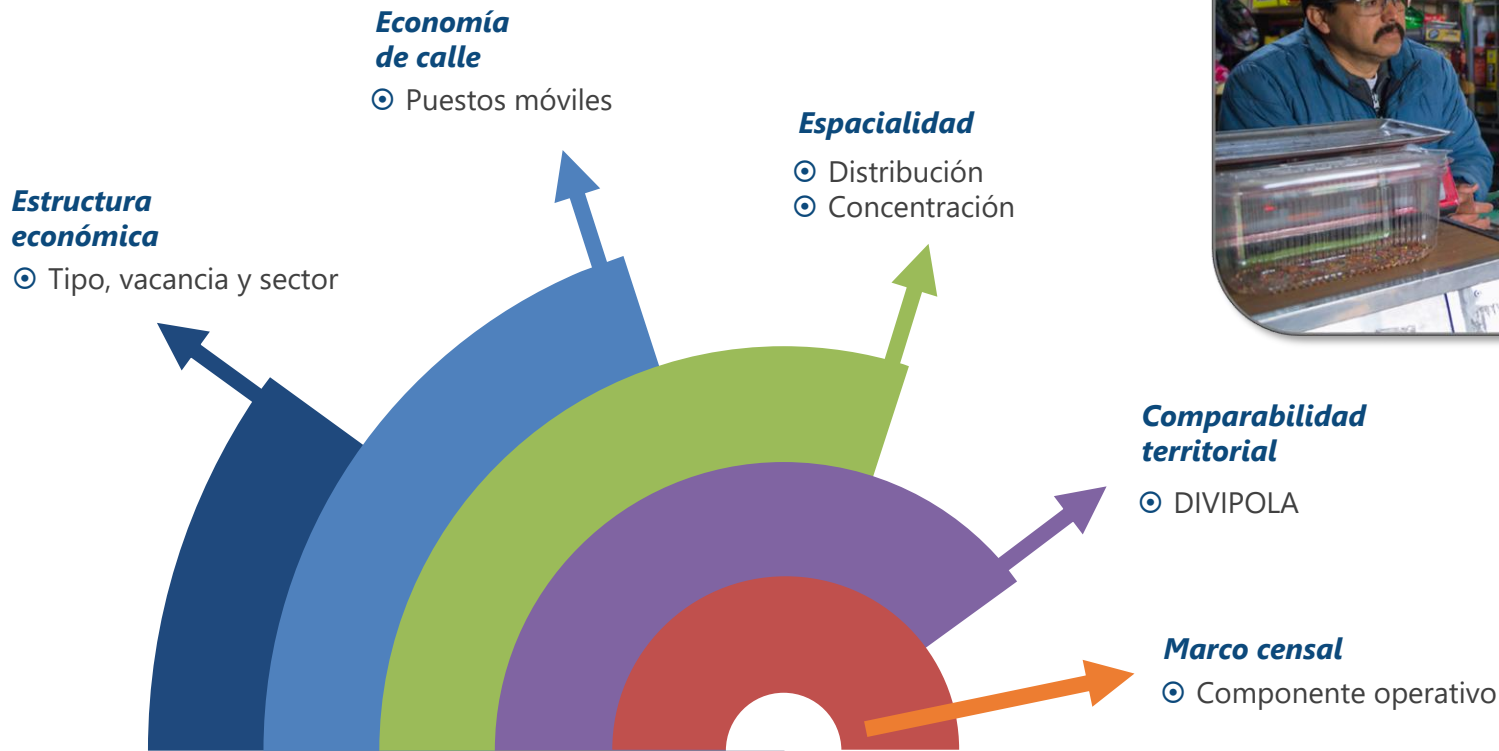 Economía
de calle
Puestos móviles
Espacialidad
Distribución
Concentración
Estructura
económica
Tipo, vacancia y sector
Comparabilidad
territorial
DIVIPOLA
Marco censal
Componente operativo